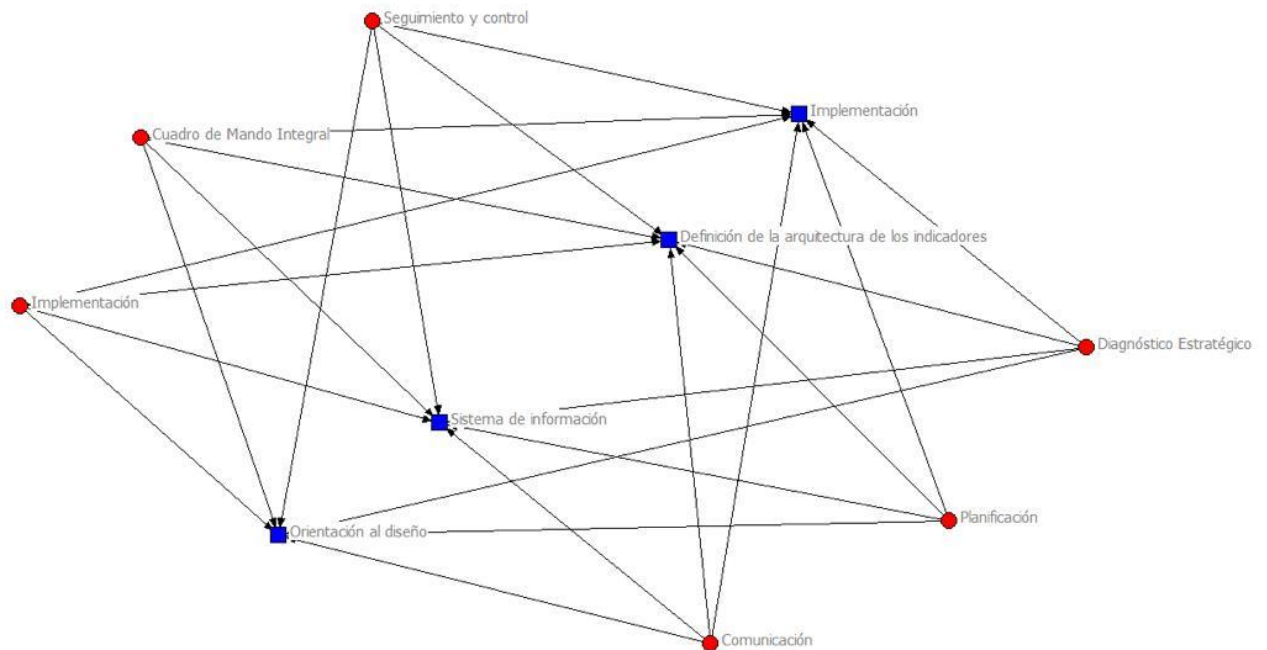 Seguimiento y control
Implementación
Cuadro de Mando Integral
Definición de la arquitectura de los indicadores
Implementación
Diagnóstico Estratégico
Sistema de información
Planificación
Orientación al diseño
Comunicación